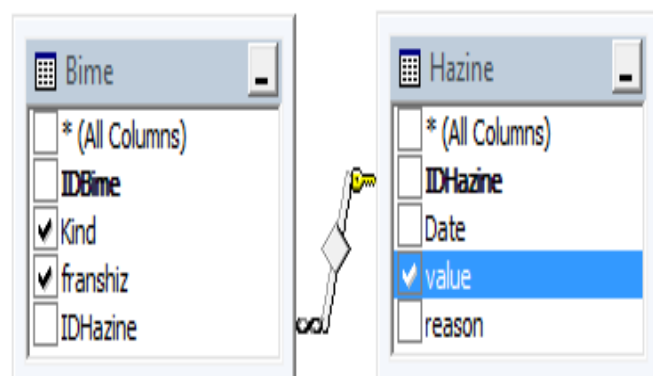 Bime
* (All Columns)
IDBime
Kind
franshiz
IDHazine
Hazine
* (All Columns)
IDHazine
Date
value
reason